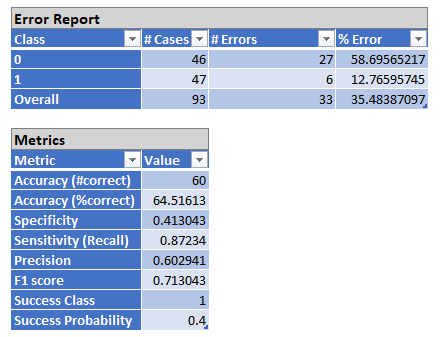 Error Report
Class # Cases # Errors % Error
0 46 27 58.69565217
1 47 6 12.76595745
Overall 93 33 35.48387097
Metrics
Metric Value
Accuracy (#correct) 60
Accuracy (%correct) 64.51613
Specificity 0.413043
Sensitivity (Recall) 0.87234
Precision 0.602941
F1 score 0.713043
Success Class 1
Success Probability 0.4